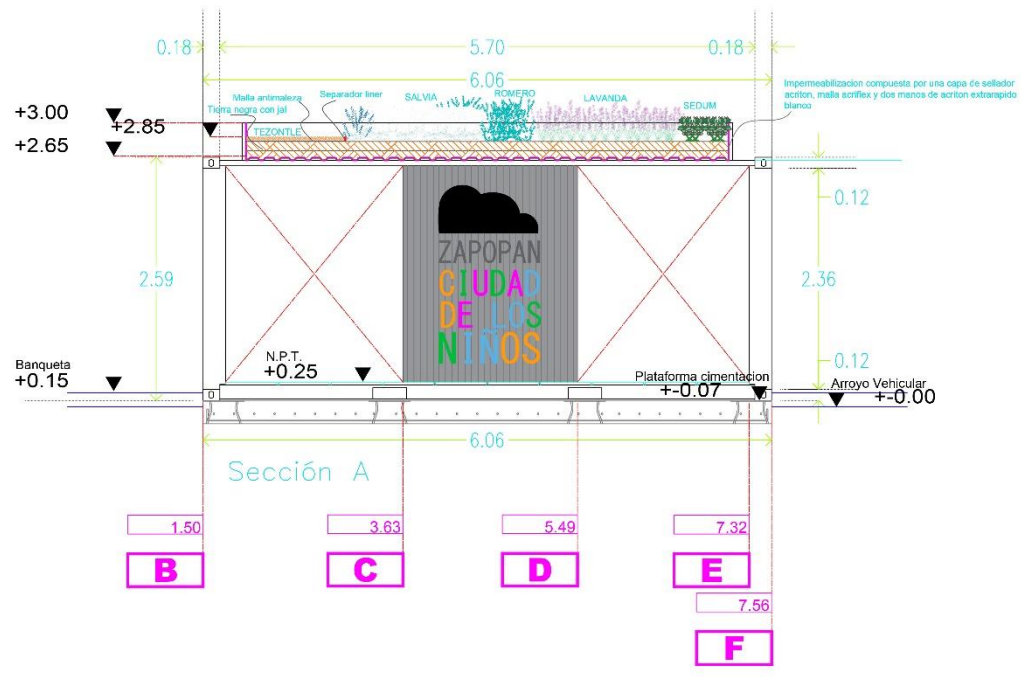 0.18
5.70
0.18
6.06
Impermeabilizacion compuesta por una capa de sellador
acriton, malla acriflex y dos manos de acriton extrarapido
blanco
Malla antimaleza
Separador liner
SALVIA
ROMERO
LAVANDA
SEDUM
Tierra negra con jal
TEZONTLE
+3.00
+2.85
+2.65
0.12
2.59
2.36
0.12
ZAPOPAN
CIUDAD
DE LOS
NIÑOS
Banqueta
+0.15
N.P.T.
+0.25
Plataforma cimentacion
+-0.07
Arroyo Vehicular
+-0.00
6.06
Sección A
1.50
3.63
5.49
7.32
B
C
D
E
7.56
F